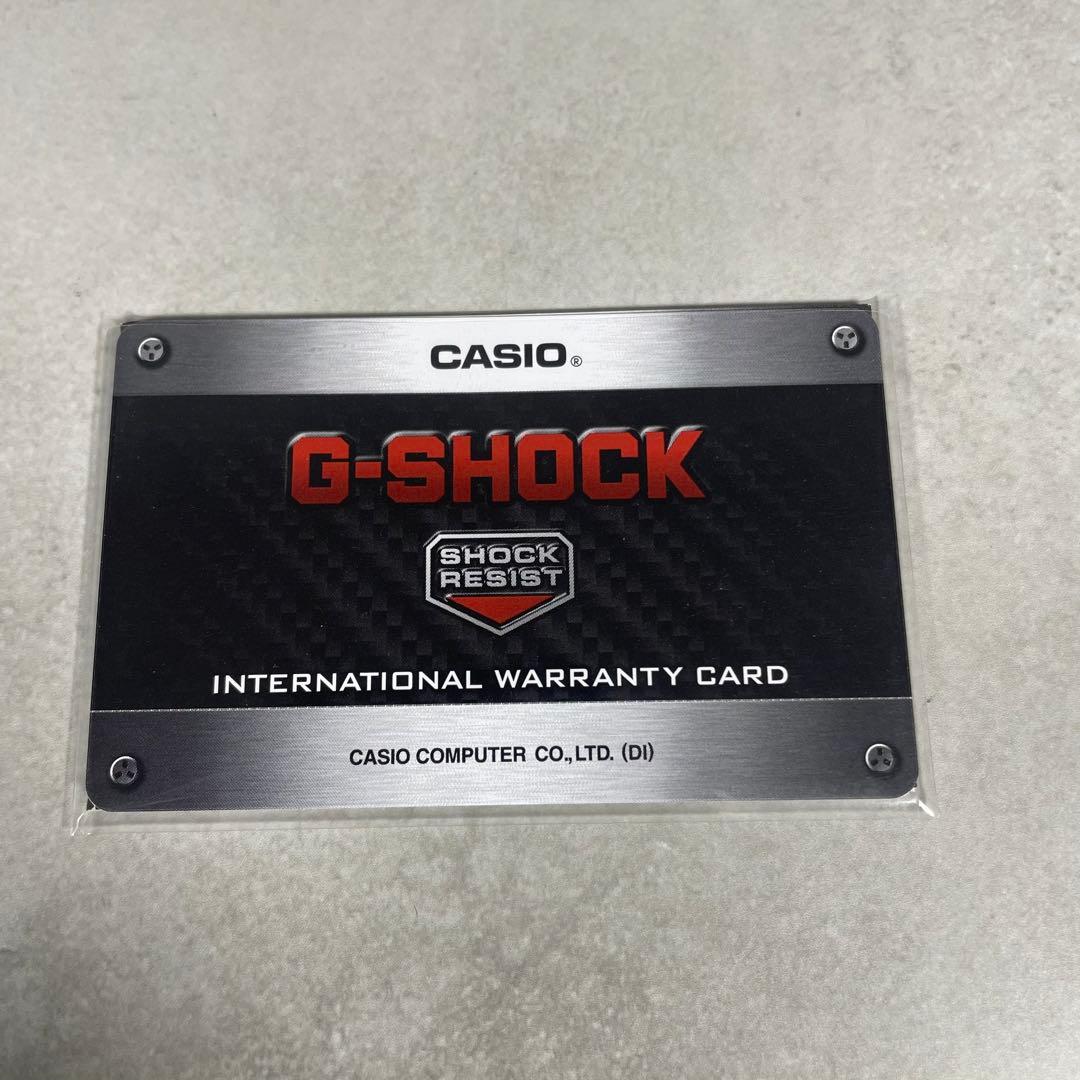 CASIO®
G-SHOCK
SHOCK
RESIST
INTERNATIONAL WARRANTY CARD
CASIO COMPUTER CO.,LTD. (DI)